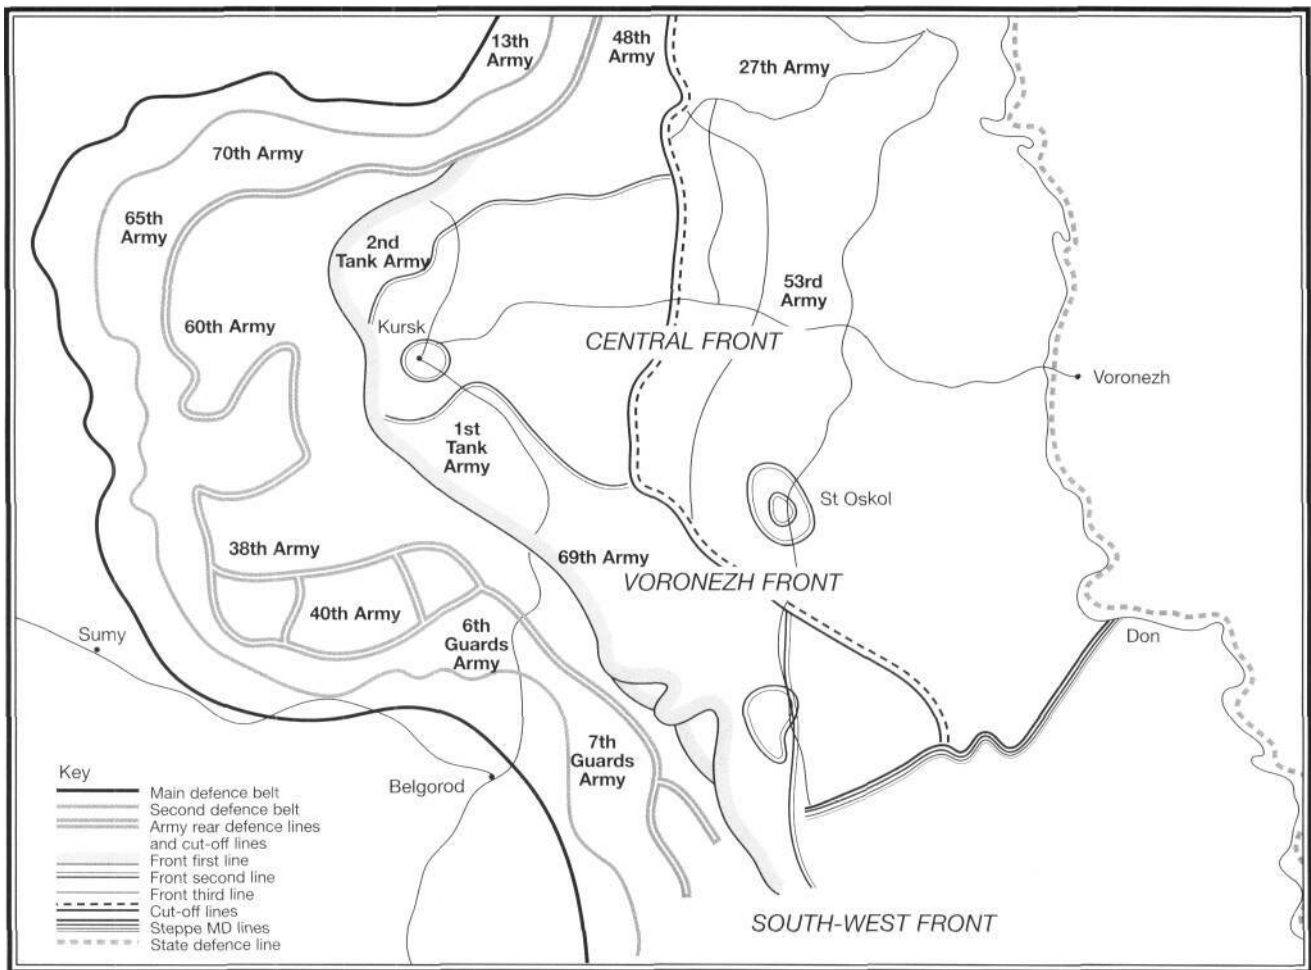 13th
Army
48th
Army
27th Army
70th Army
65th
Army
2nd
Tank Army
53rd
Army
60th Army
Kursk
CENTRAL FRONT
Voronezh
1st
Tank
Army
St Oskol
38th Army
69th Army
VORONEZH FRONT
40th Army
6th
Guards
Army
Sumy
Don
7th
Guards
Army
Belgorod
Key
Main defence belt
Second defence belt
Army rear defence lines
and cut-off lines
Front first line
Front second line
Front third line
Cut-off lines
Steppe MD lines
State defence line
SOUTH-WEST FRONT